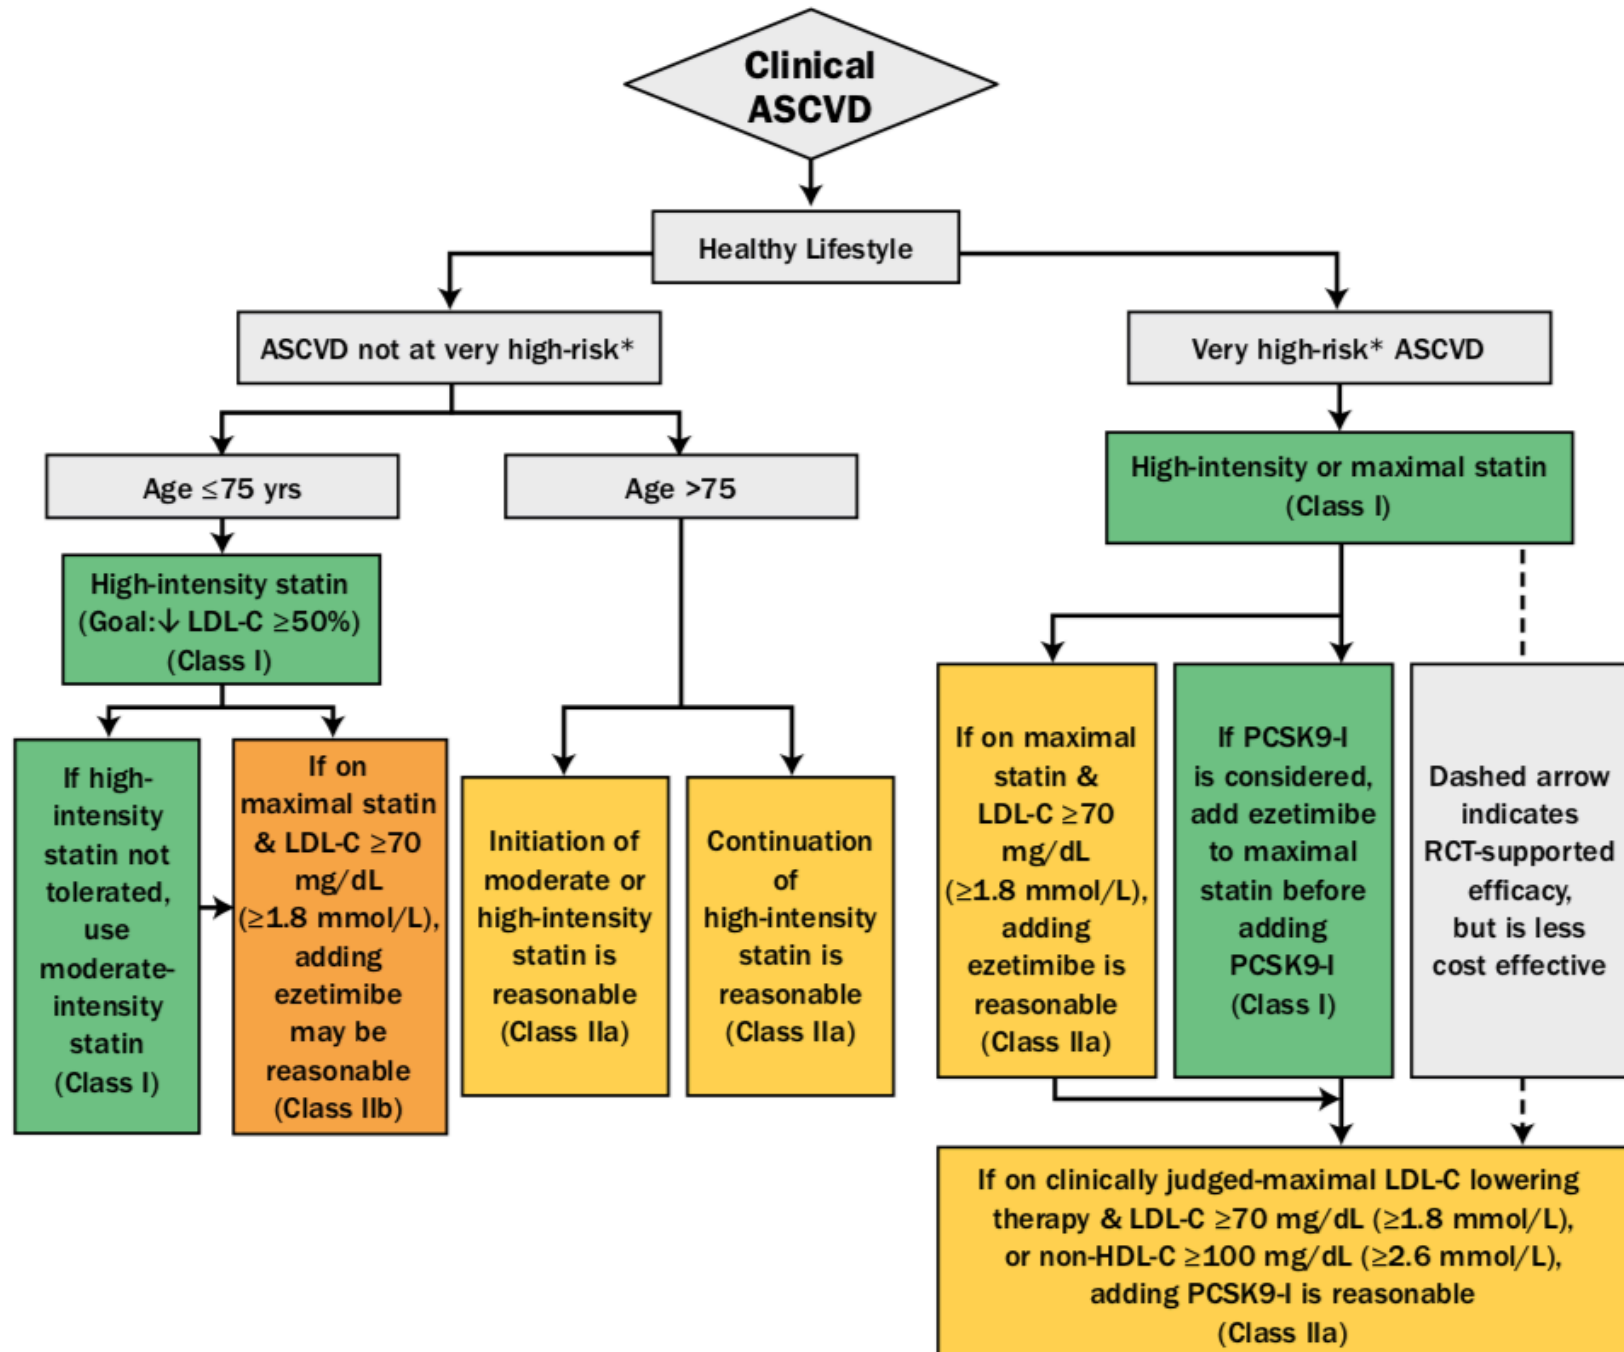 Clinical
ASCVD
Healthy Lifestyle
ASCVD not at very high-risk*
Very high-risk* ASCVD
Age ≤75 yrs
Age >75
High-intensity or maximal statin
(Class I)
High-intensity statin
(Goal:↓ LDL-C ≥50%)
(Class I)
If high-
intensity
statin not
tolerated,
use
moderate-
intensity
statin
(Class I)
If on
maximal statin
& LDL-C ≥70
mg/dL
(≥1.8 mmol/L),
adding
ezetimibe
may be
reasonable
(Class IIb)
Initiation of
moderate or
high-intensity
statin is
reasonable
(Class IIa)
Continuation
of
high-intensity
statin is
reasonable
(Class IIa)
If on maximal
statin &
LDL-C ≥70
mg/dL
(≥1.8 mmol/L),
adding
ezetimibe is
reasonable
(Class IIa)
If PCSK9-I
is considered,
add ezetimibe
to maximal
statin before
adding
PCSK9-I
(Class I)
Dashed arrow
indicates
RCT-supported
efficacy,
but is less
cost effective
If on clinically judged-maximal LDL-C lowering
therapy & LDL-C ≥70 mg/dL (≥1.8 mmol/L),
or non-HDL-C ≥100 mg/dL (≥2.6 mmol/L),
adding PCSK9-I is reasonable
(Class IIa)